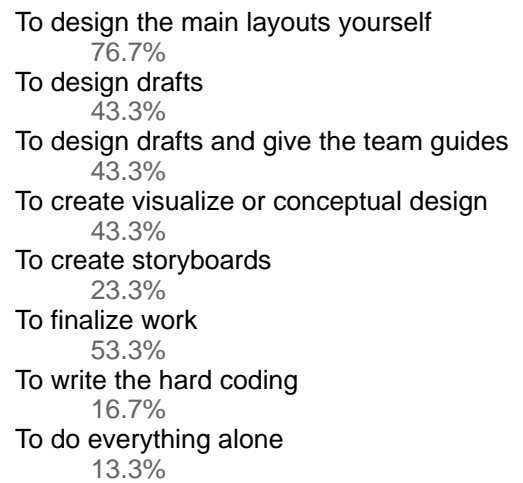 To design the main layouts yourself
76.7%
To design drafts
43.3%
To design drafts and give the team guides
43.3%
To create visualize or conceptual design
43.3%
To create storyboards
23.3%
To finalize work
53.3%
To write the hard coding
16.7%
To do everything alone
13.3%